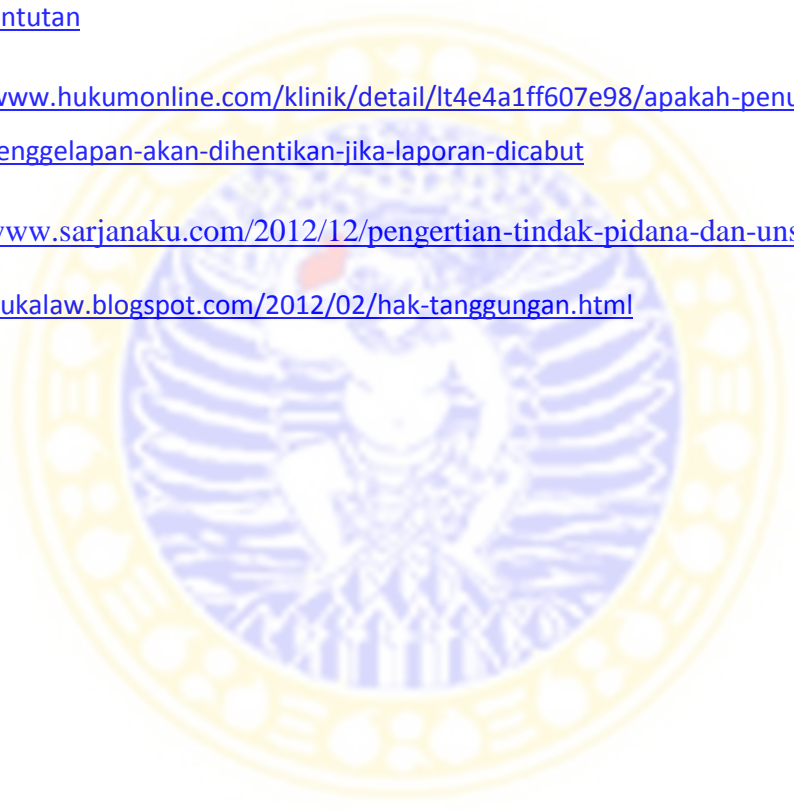 ntutan
www.hukumonline.com/klinik/detail/lt4e4a1ff607e98/apakah-penu
enggelapan-akan-dihentikan-jika-laporan-dicabut
www.sarjanaku.com/2012/12/pengertian-tindak-pidana-dan-uns
ukalaw.blogspot.com/2012/02/hak-tanggungan.html